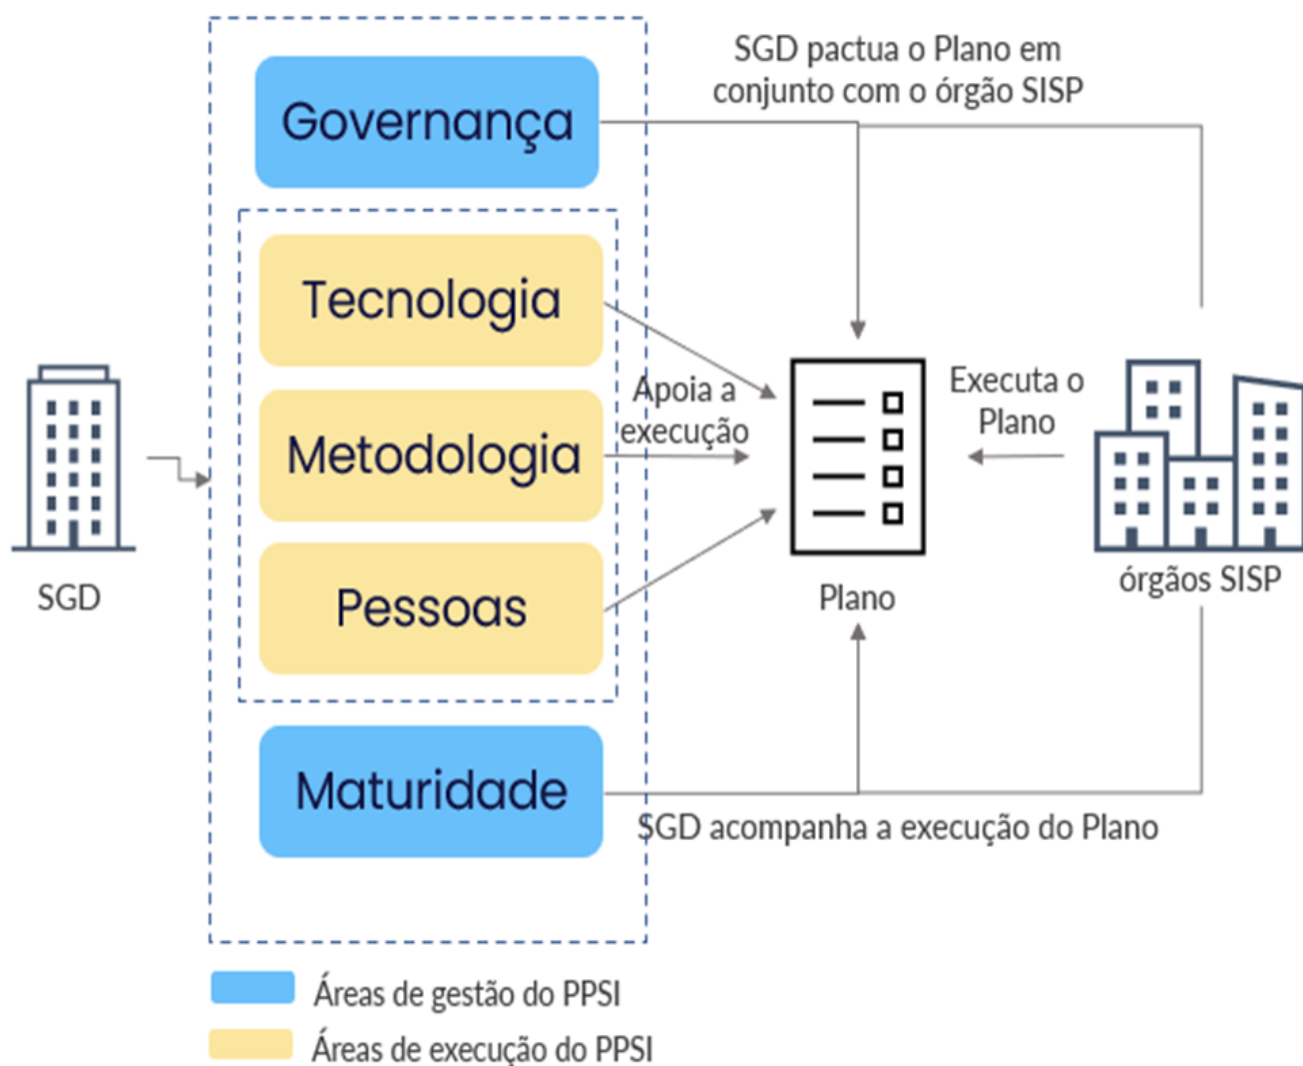 SGD pactua o Plano em
conjunto com o órgão SISP
Governança
Tecnologia
Metodologia
Pessoas
Maturidade
Apoia a
execução
Executa o
Plano
SGD
Plano
órgãos SISP
SGD acompanha a execução do Plano
Áreas de gestão do PPSI
Áreas de execução do PPSI